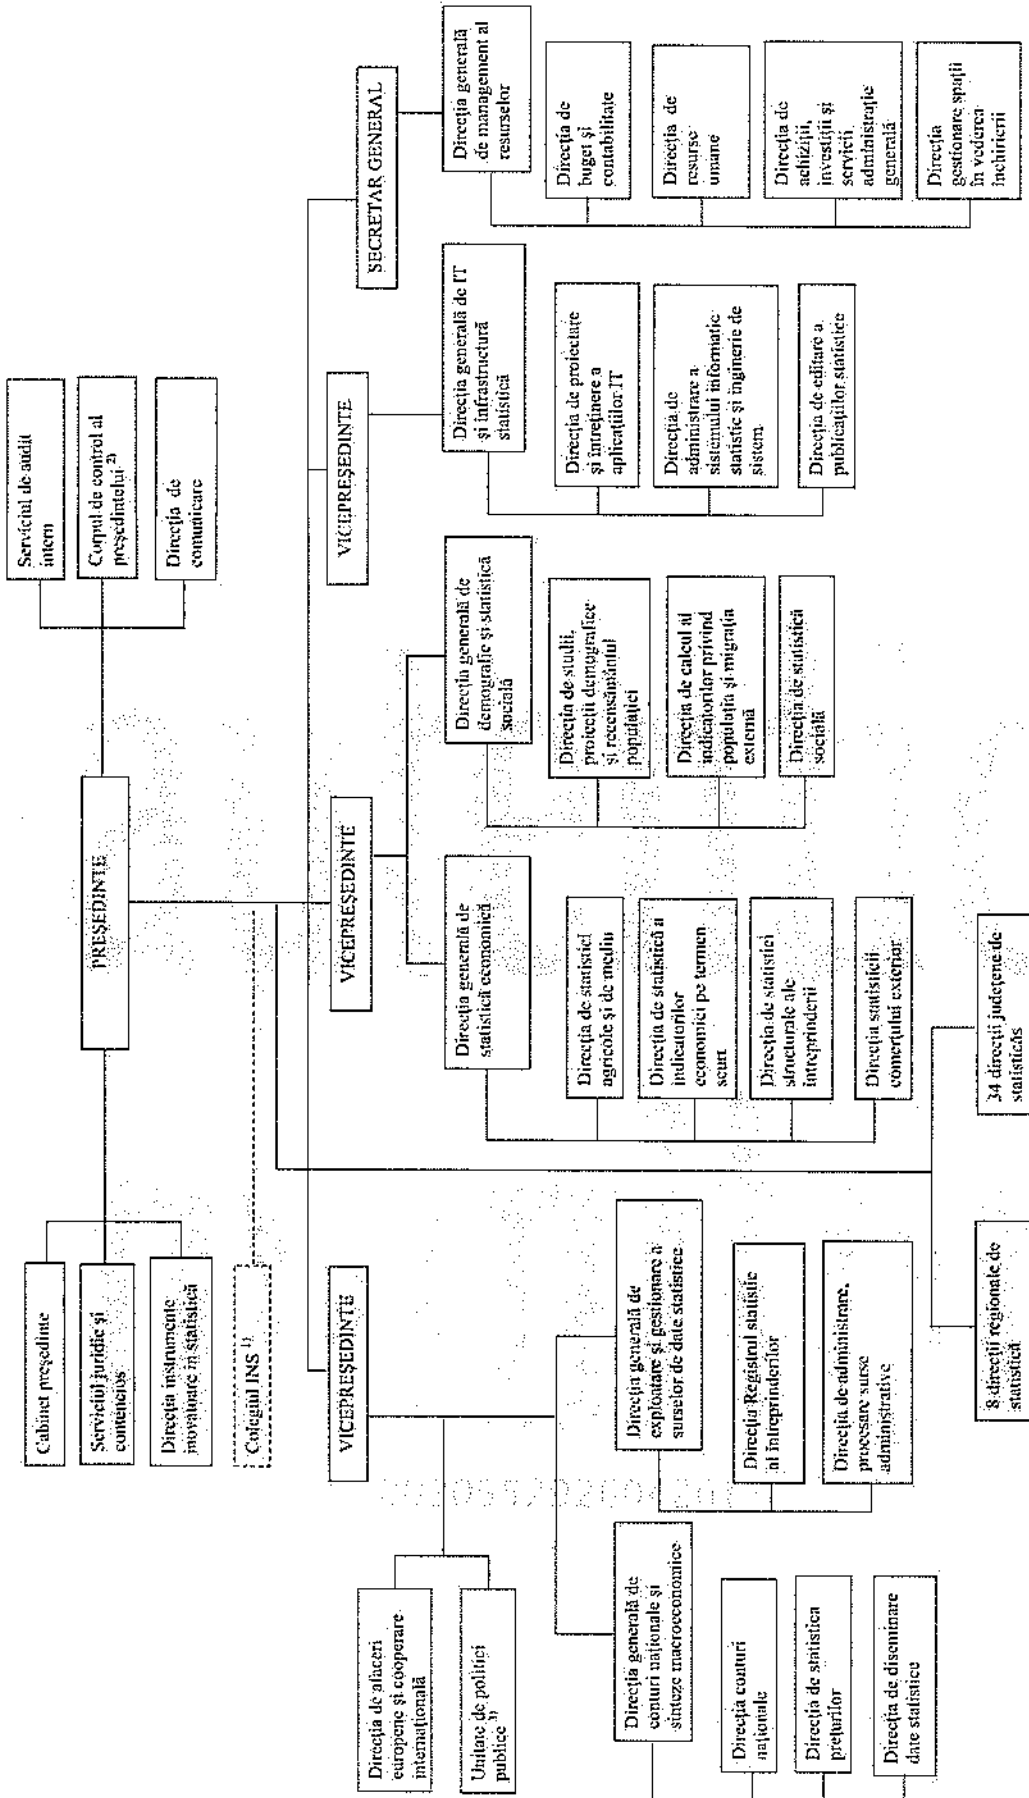 PREȘEDINTE
Cabinet președinte
Serviciul juridic și
contencios
Direcția instrumente
movatoare în statistică
Serviciul de audit
intern
Corpul de control al
președintelui 2)
Direcția de
comunicare
Colegiul INS 1)
VICEPREȘEDINTE
VICEPREȘEDINTE
VICEPREȘEDINTE
SECRETAR GENERAL
Direcția de afaceri
europene și cooperare
internațională
Unitate de politici
publice 3)
Direcția generală de
conturi naționale și
sinteze macroeconomice
Direcția conturi
naționale
Direcția de statistica
prețurilor
Direcția de diseminare
date statistice
Direcția generală de
exploatare și gestionare a
surselor de date statistice
Direcția Registrul statistic
al întreprinderilor
Direcția de administrare,
procesare surse
administrative
Direcția generală de
statistică economică
Direcția de statistici
agricole și de mediu
Direcția de statistică a
indicatorilor
economici pe termen
scurt
Direcția de statistici
structurale ale
întreprinderii
Direcția statisticii
comerțului exterior
Direcția generală de
demografie și statistică
socială
Direcția de studii,
proiecții demografice
și recensământul
populației
Direcția de calcul al
indicatorilor privind
populația și migrația
externă
Direcția de statistică
socială
Direcția generală de IT
și infrastructură
statistică
Direcția de proiectare
și întreținere a
aplicațiilor IT
Direcția de
administrare a
sistemului informatic
statistic și inginerie de
sistem
Direcția de editare a
publicațiilor statistice
Direcția generală
de management al
resurselor
Direcția de
buget și
contabilitate
Direcția de
resurse
umane
Direcția de
achiziții,
investiții și
servicii
administrație
generală
Direcția
gestionare spații
în vederea
închirierii
8 direcții regionale de
statistică
34 direcții județene de
statisticăs